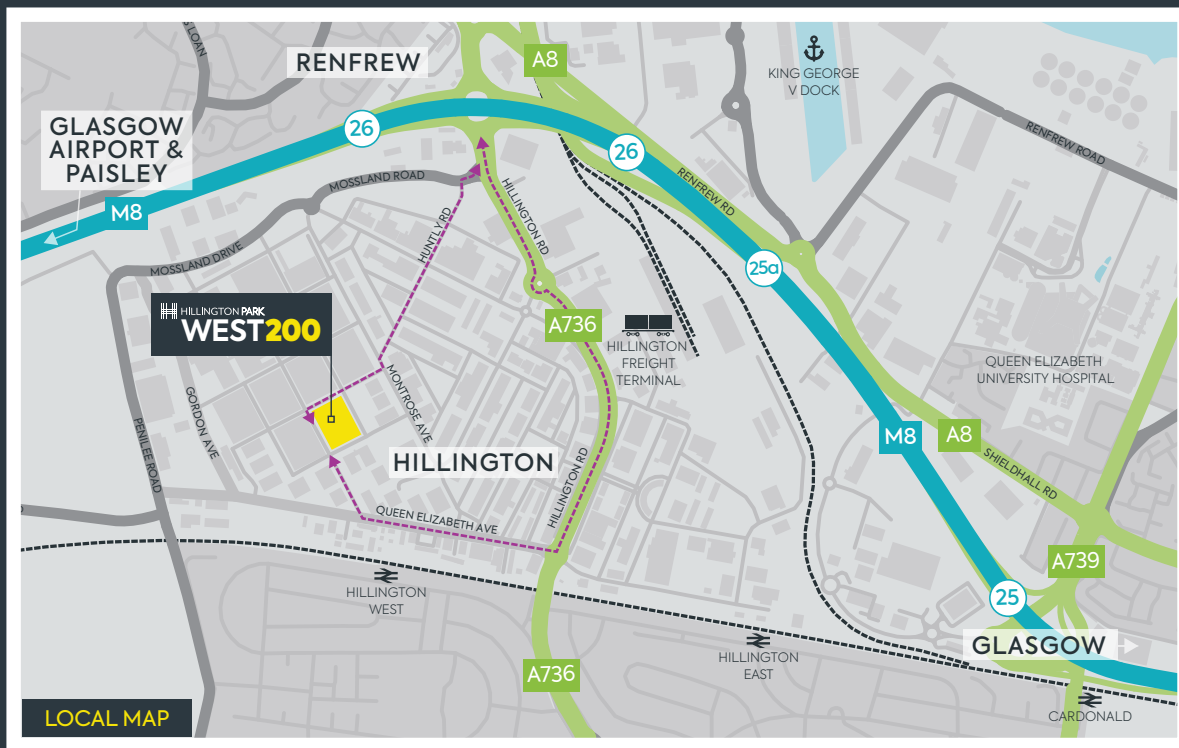 S LOAN
RENFREW
A8
KING GEORGE
V DOCK
GLASGOW
AIRPORT &
PAISLEY
26
26
RENFREW ROAD
MOSSLAND ROAD
RENFREW RD
M8
HUNTLY RD
HILLINGTON RD
MOSSLAND DRIVE
25a
HILLINGTON PARK
WEST200
A736
HILLINGTON
FREIGHT
TERMINAL
QUEEN ELIZABETH
UNIVERSITY HOSPITAL
MONTROSE AVE
GORDON AVE
PENILEE ROAD
M8
A8
HILLINGTON
SHIELDHALL RD
HILLINGTON RD
QUEEN ELIZABETH AVE
A739
HILLINGTON
WEST
25
GLASGOW
HILLINGTON
EAST
A736
CARDONALD
LOCAL MAP